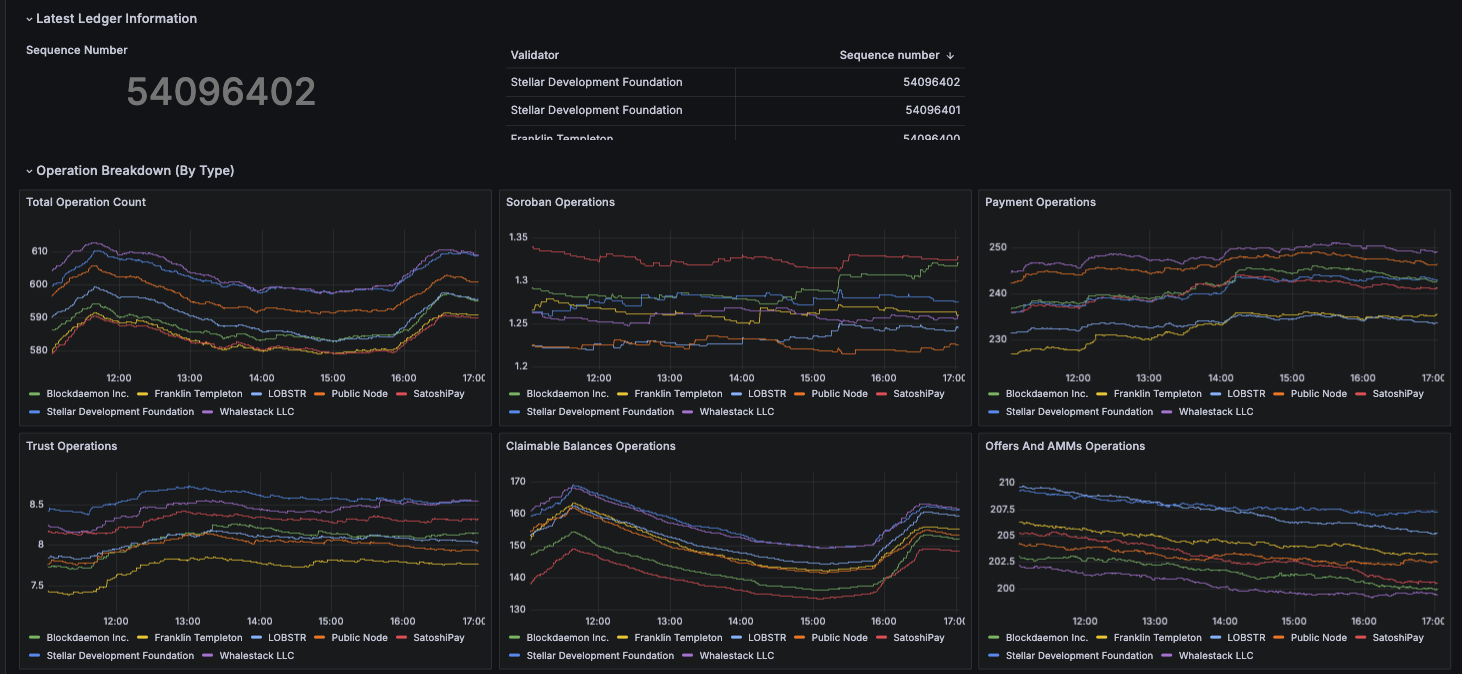 Latest Ledger Information
Sequence Number
54096402
Validator Sequence number ↓
Stellar Development Foundation 54096402
Stellar Development Foundation 54096401
Franklin Templeton 54096400
Operation Breakdown (By Type)
Total Operation Count
610
600
590
580
12:00 13:00 14:00 15:00 16:00 17:00
Blockdaemon Inc. Franklin Templeton LOBSTR Public Node SatoshiPay
Stellar Development Foundation Whalestack LLC
Soroban Operations
1.35
1.3
1.25
1.2
12:00 13:00 14:00 15:00 16:00 17:00
Blockdaemon Inc. Franklin Templeton LOBSTR Public Node SatoshiPay
Stellar Development Foundation Whalestack LLC
Payment Operations
250
240
230
12:00 13:00 14:00 15:00 16:00 17:00
Blockdaemon Inc. Franklin Templeton LOBSTR Public Node SatoshiPay
Stellar Development Foundation Whalestack LLC
Trust Operations
8.5
8
7.5
12:00 13:00 14:00 15:00 16:00 17:00
Blockdaemon Inc. Franklin Templeton LOBSTR Public Node SatoshiPay
Stellar Development Foundation Whalestack LLC
Claimable Balances Operations
170
160
150
140
130
12:00 13:00 14:00 15:00 16:00 17:00
Blockdaemon Inc. Franklin Templeton LOBSTR Public Node SatoshiPay
Stellar Development Foundation Whalestack LLC
Offers And AMMs Operations
210
207.5
205
202.5
200
12:00 13:00 14:00 15:00 16:00 17:00
Blockdaemon Inc. Franklin Templeton LOBSTR Public Node SatoshiPay
Stellar Development Foundation Whalestack LLC